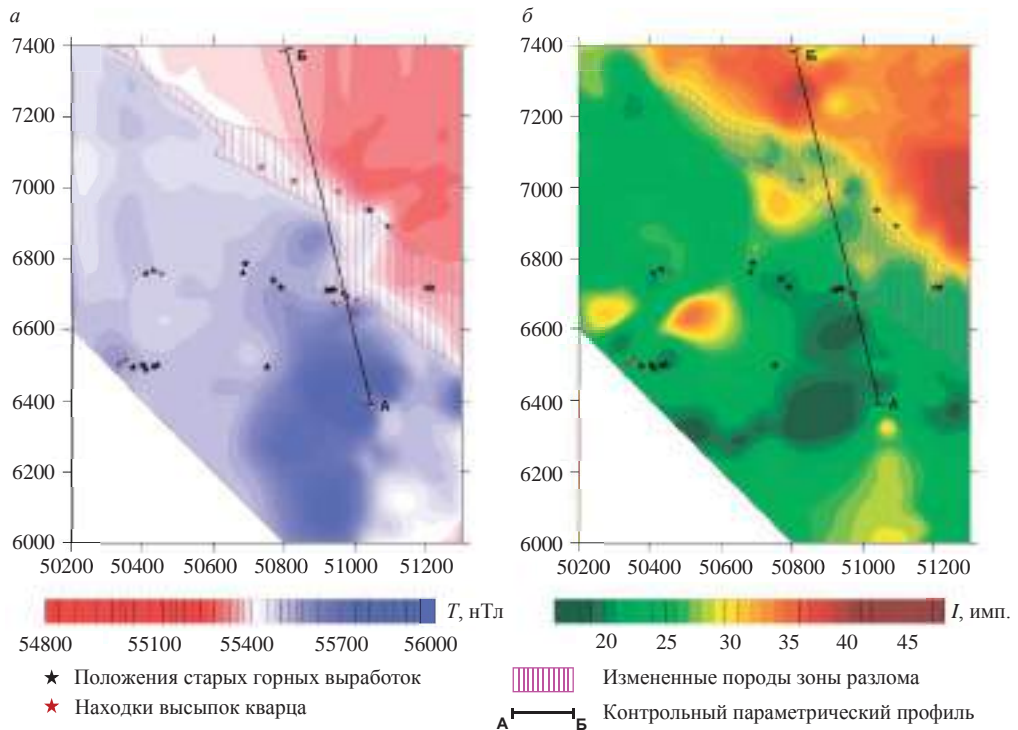 а
б
7400
7200
7000
6800
6600
6400
6200
6000
50200 50400 50600 50800 51000 51200
Б
А
7400
7200
7000
6800
6600
6400
6200
6000
50200 50400 50600 50800 51000 51200
Б
А
T, нТл
54800 55100 55400 55700 56000
I, имп.
20 25 30 35 40 45
Положения старых горных выработок
Находки высыпок кварца
Измененные породы зоны разлома
А Б Контрольный параметрический профиль